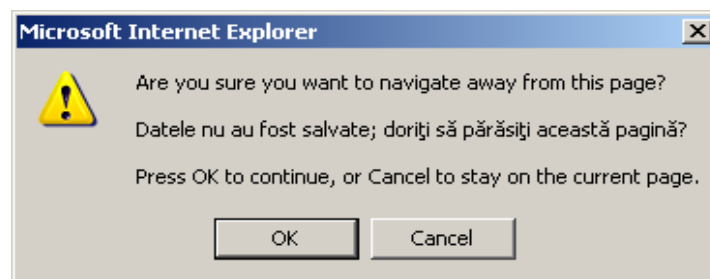 Microsoft Internet Explorer
Are you sure you want to navigate away from this page?
Datele nu au fost salvate; doriţi să părăsiţi această pagină?
Press OK to continue, or Cancel to stay on the current page.
OK
Cancel